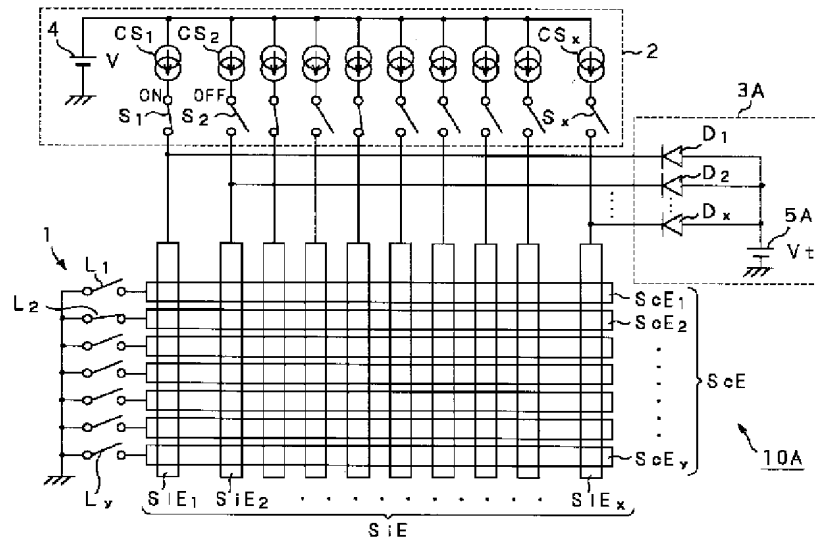 4
V
CS1
CS2
CSx
2
ON
OFF
S1
S2
Sx
3A
D1
D2
Dx
5A
Vt
1
L1
L2
Ly
ScE1
ScE2
ScEy
ScE
10A
SiE1
SiE2
SiEx
SiE